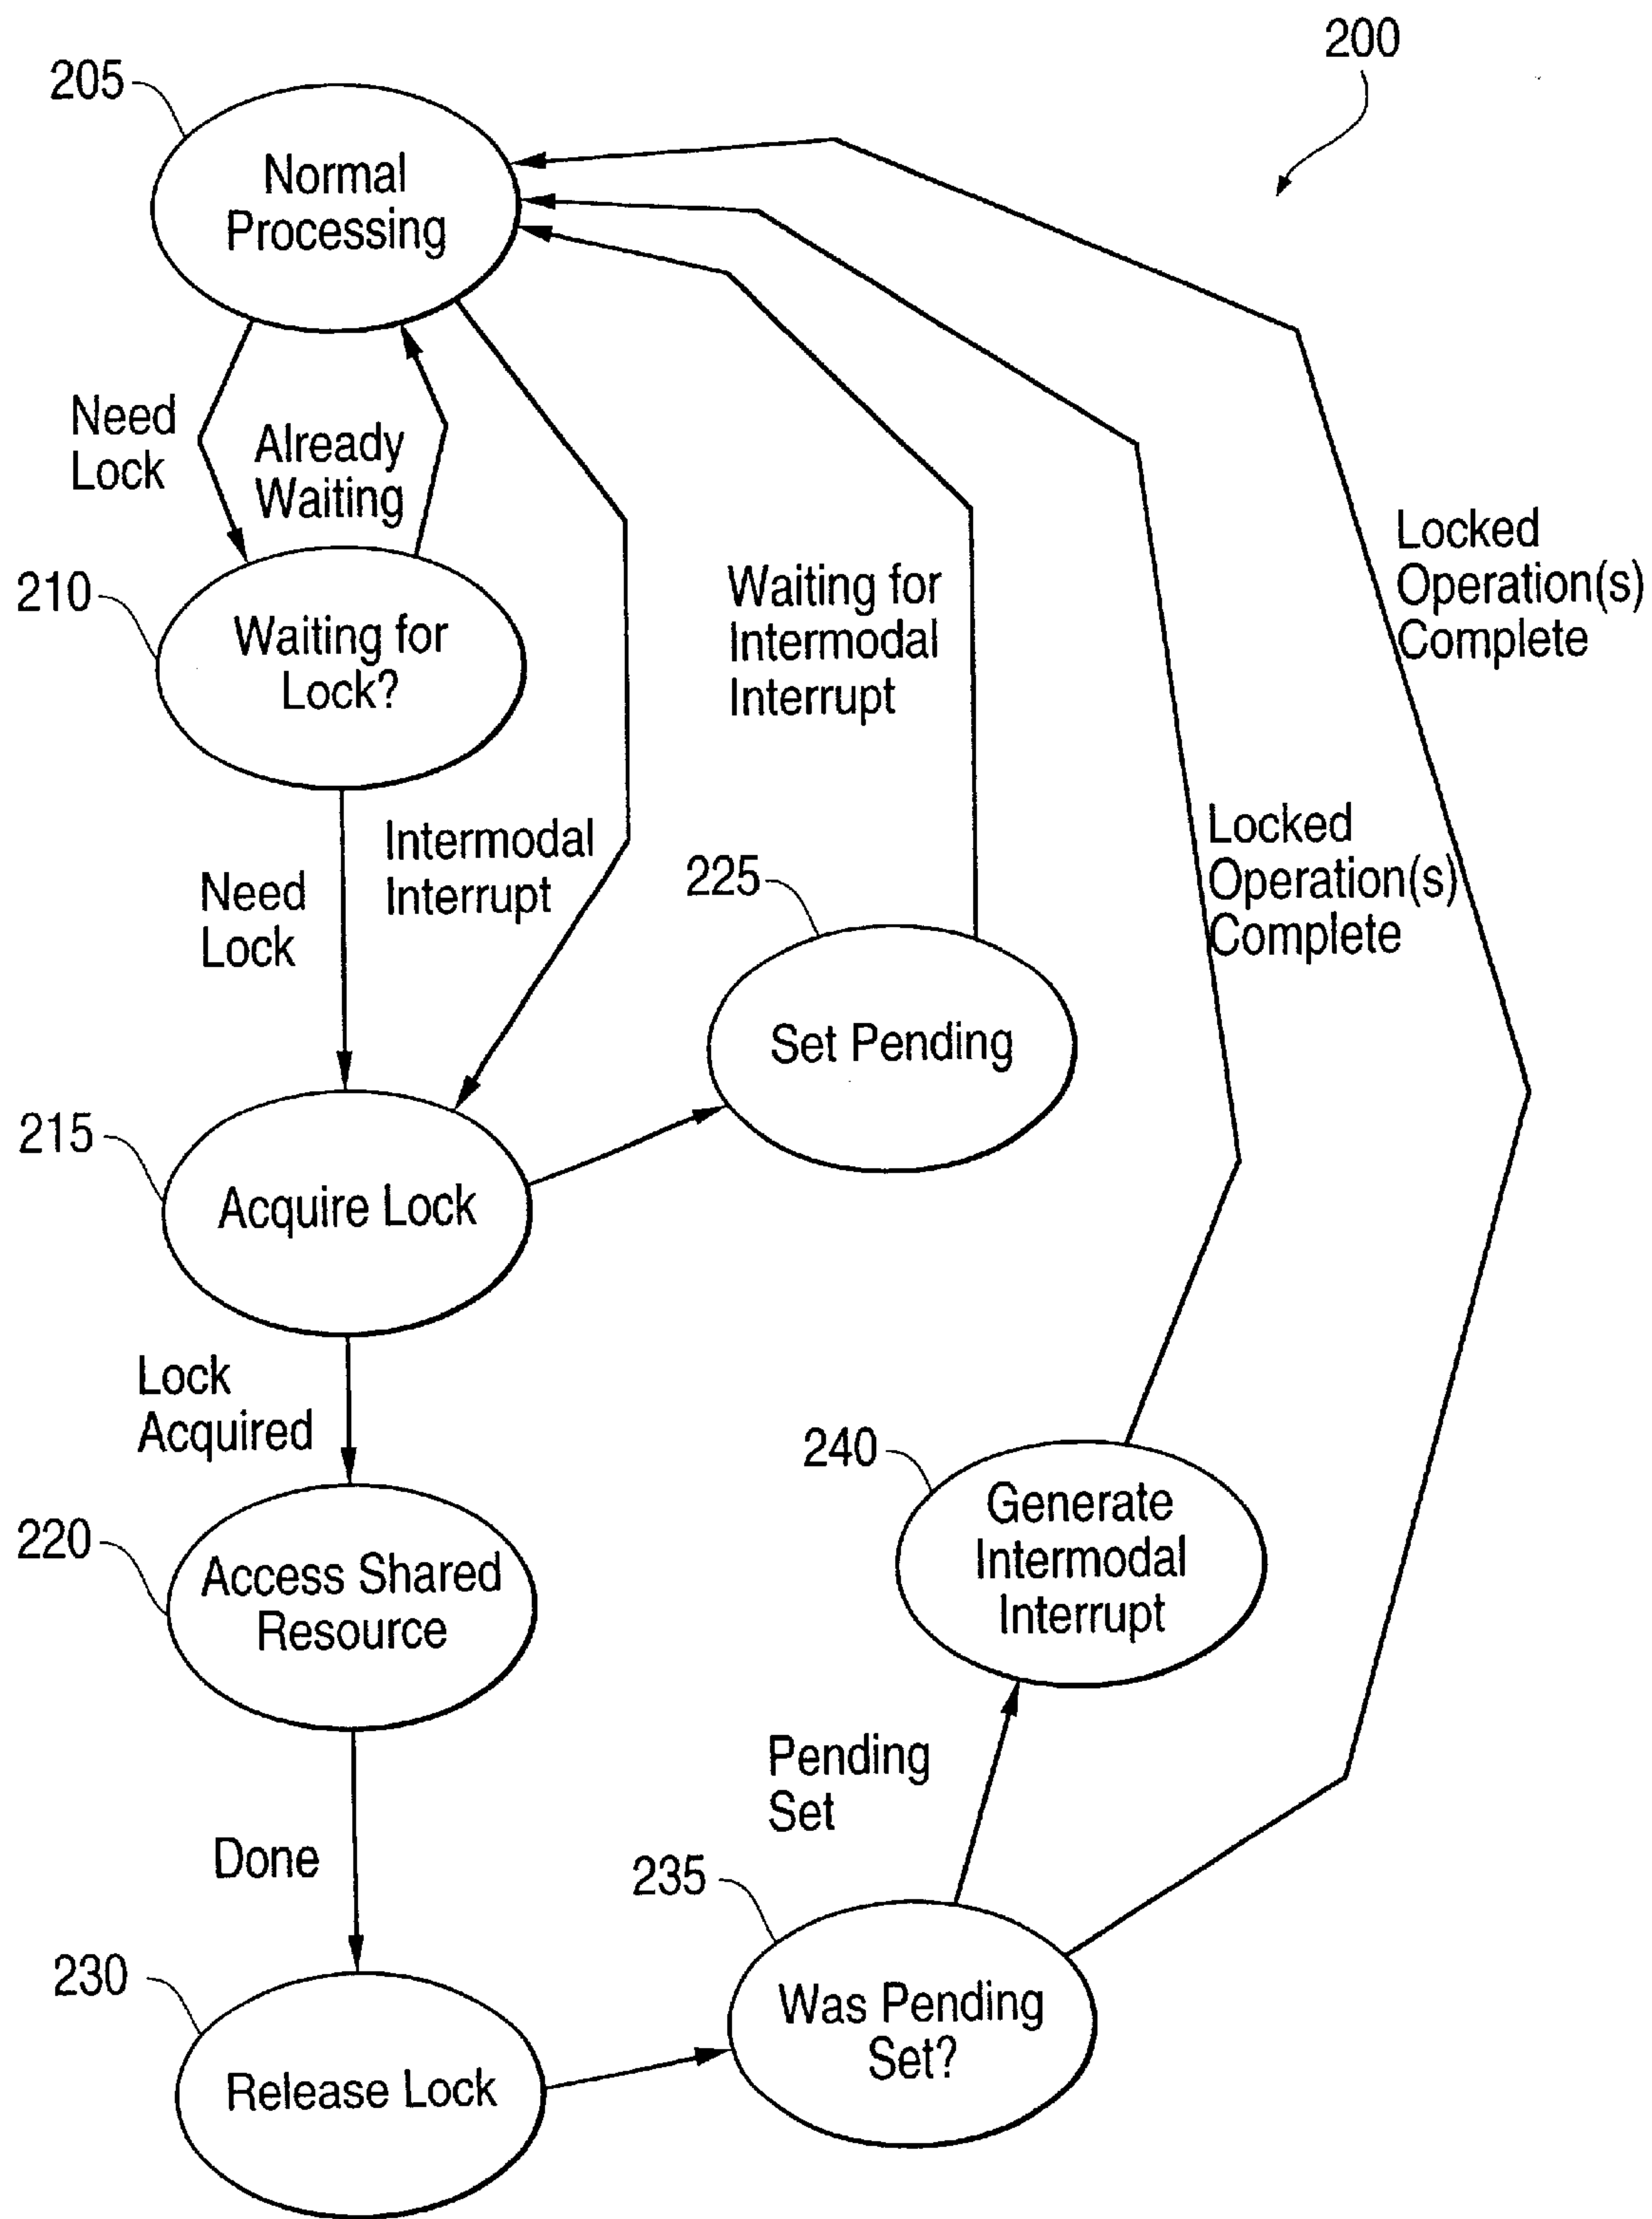 200
205
Normal
Processing
Need
Lock
Already
Waiting
210
Waiting for
Lock?
Waiting for
Intermodal
Interrupt
Locked
Operation(s)
Complete
Need
Lock
Intermodal
Interrupt
225
Set Pending
Locked
Operation(s)
Complete
215
Acquire Lock
Lock
Acquired
220
Access Shared
Resource
240
Generate
Intermodal
Interrupt
Pending
Set
Done
235
Was Pending
Set?
230
Release Lock